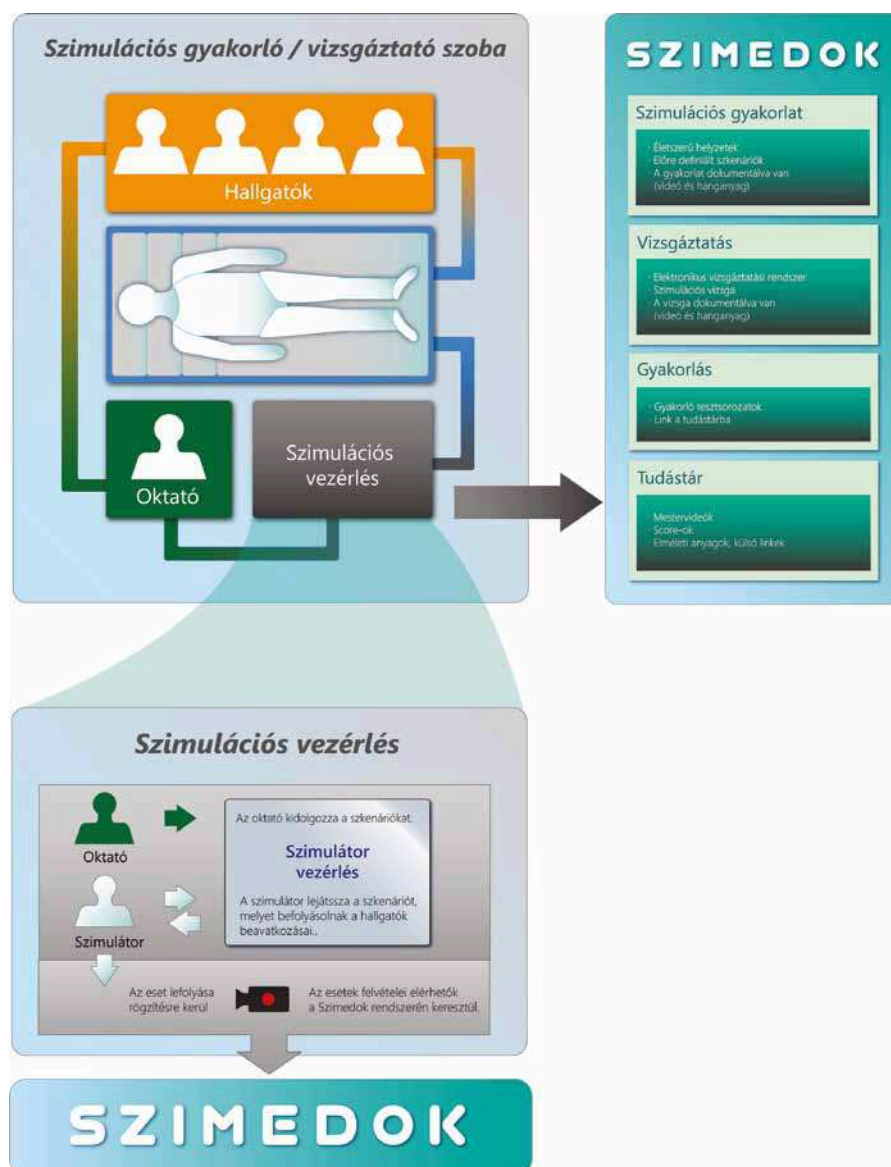 Szimulációs gyakorló / vizsgáztató szoba
Hallgatók
Oktató
Szimulációs
vezérlés
SZIMEDOK
Szimulációs gyakorlat
· Életszerű helyzetek
· Előre definiált szkenáriók
· A gyakorlat dokumentálva van
(videó és hanganyag)
Vizsgáztatás
· Elektronikus vizsgáztatási rendszer
· Szimulációs vizsga
· A vizsga dokumentálva van
(videó és hanganyag)
Gyakorlás
· Gyakorló tesztsorozatok
· Link a tudástárba
Tudástár
· Mestervideók
· Score-ok
· Elméleti anyagok, külső linkek
Szimulációs vezérlés
Oktató
Az oktató kidolgozza a szkenáriókat.
Szimulátor
vezérlés
A szimulátor lejátssza a szkenáriót,
melyet befolyásolnak a hallgatók
beavatkozásai..
Szimulátor
Az eset lefolyása
rögzítésre kerül
Az esetek felvételei elérhetők
a Szimedok rendszerén keresztül.
SZIMEDOK